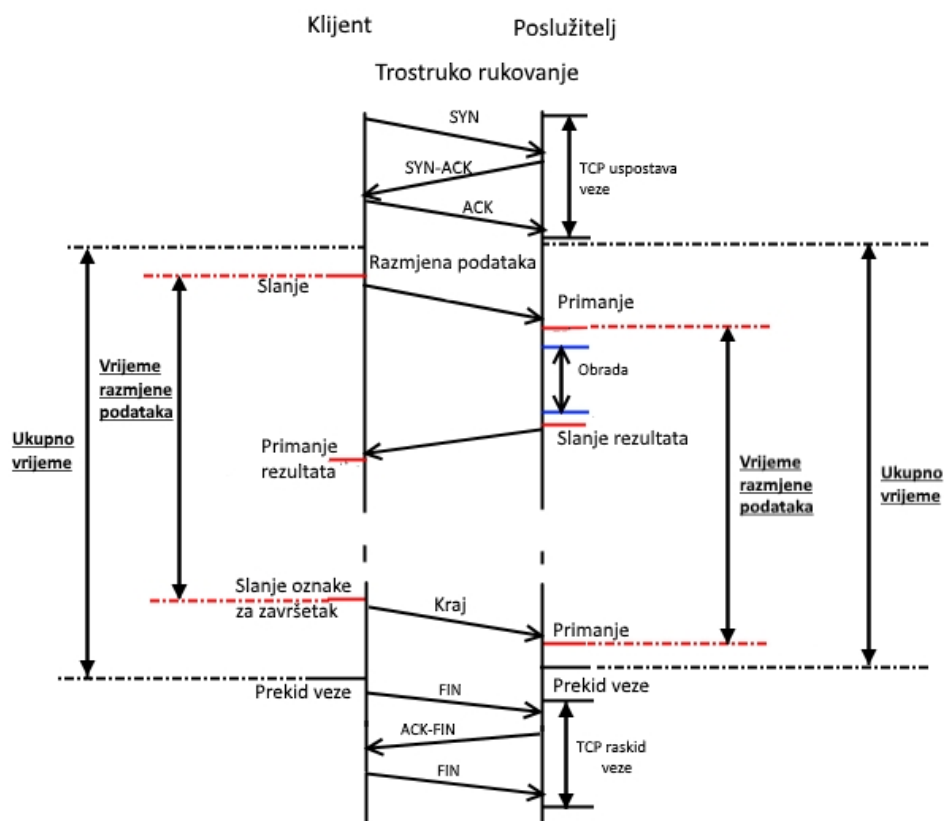 Klijent
Poslužitelj
Trostruko rukovanje
SYN
SYN-ACK
ACK
TCP uspostava
veze
Razmjena podataka
Slanje
Primanje
Obrada
Vrijeme
razmjene
podataka
Ukupno
vrijeme
Primanje
rezultata
Slanje rezultata
Vrijeme
razmjene
podataka
Ukupno
vrijeme
Slanje oznake
za završetak
Kraj
Primanje
Prekid veze
Prekid veze
FIN
ACK-FIN
FIN
TCP raskid
veze